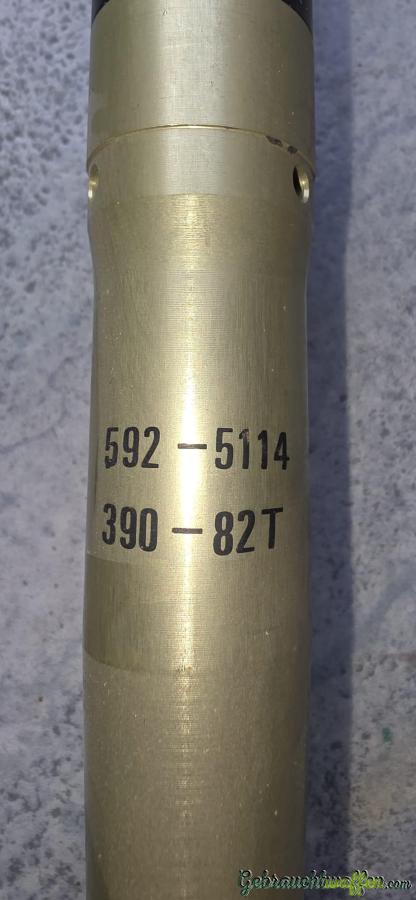 592 - 5114
390 - 82T
Gebrauchtwaffen.com